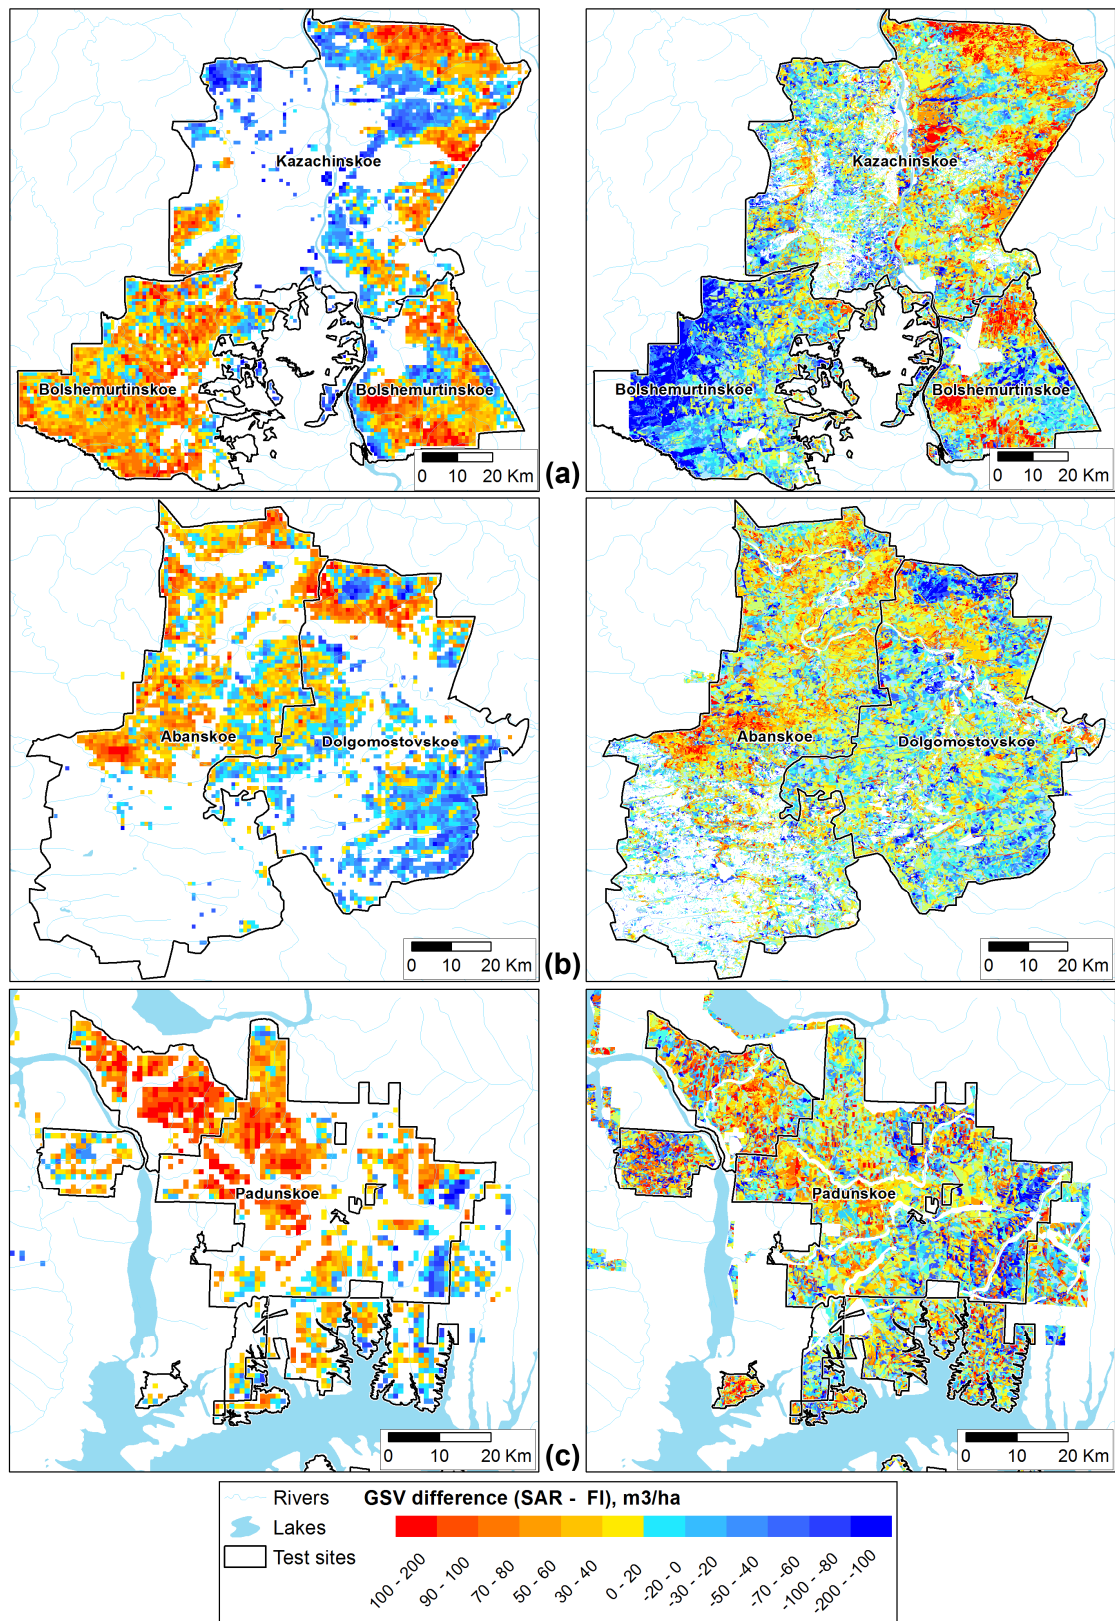 Kazachinskoe
Bolshemurtinskoe
Bolshemurtinskoe
0 10 20 Km
(a)
Kazachinskoe
Bolshemurtinskoe
Bolshemurtinskoe
0 10 20 Km
Abanskoe
Dolgomostovskoe
0 10 20 Km
(b)
Abanskoe
Dolgomostovskoe
0 10 20 Km
Padunskoe
0 10 20 Km
(c)
Padunskoe
0 10 20 Km
Rivers
Lakes
Test sites
GSV difference (SAR - FI), m3/ha
100 - 200
90 - 100
70 - 80
50 - 60
30 - 40
0 - 20
-20 - 0
-30 - -20
-50 - -40
-70 - -60
-100 - -80
-200 - -100